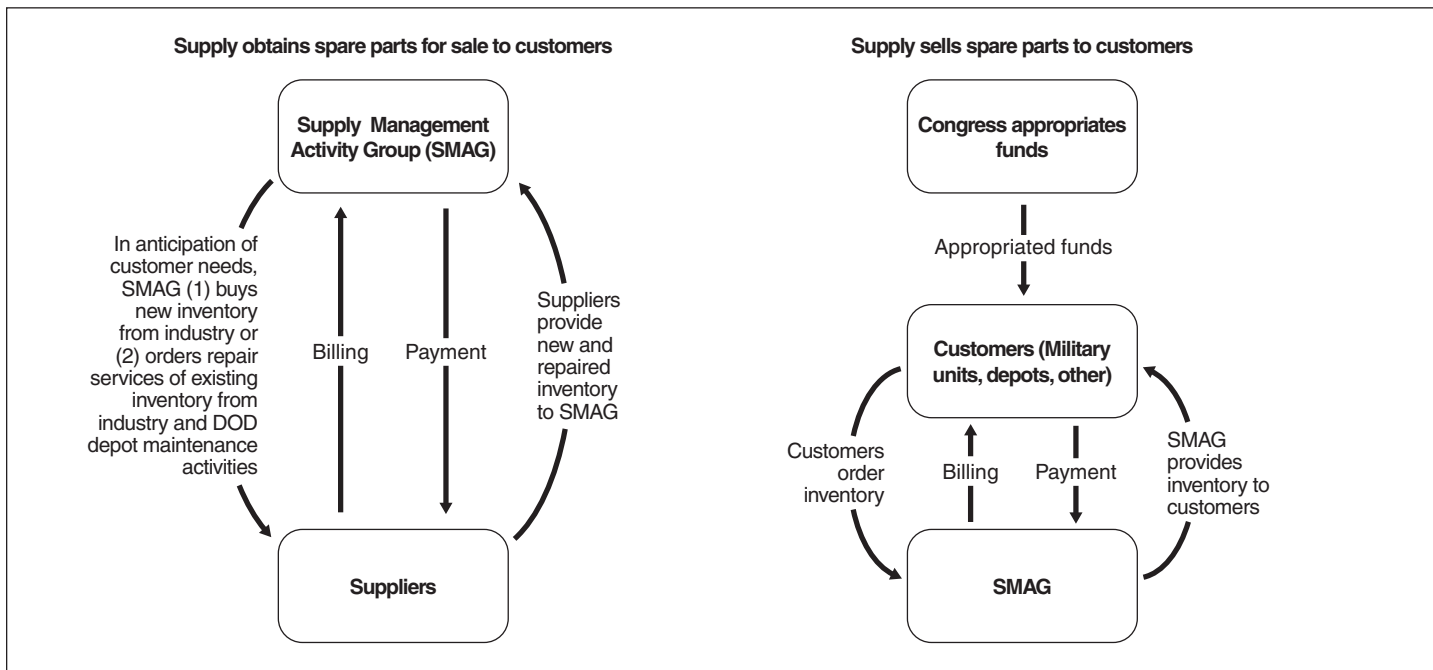 Supply obtains spare parts for sale to customers
Supply Management
Activity Group (SMAG)
In anticipation of
customer needs,
SMAG (1) buys
new inventory
from industry or
(2) orders repair
services of existing
inventory from
industry and DOD
depot maintenance
activities
Billing
Payment
Suppliers
provide
new and
repaired
inventory
to SMAG
Suppliers
Supply sells spare parts to customers
Congress appropriates
funds
Appropriated funds
Customers (Military
units, depots, other)
Customers
order
inventory
Billing
Payment
SMAG
provides
inventory to
customers
SMAG